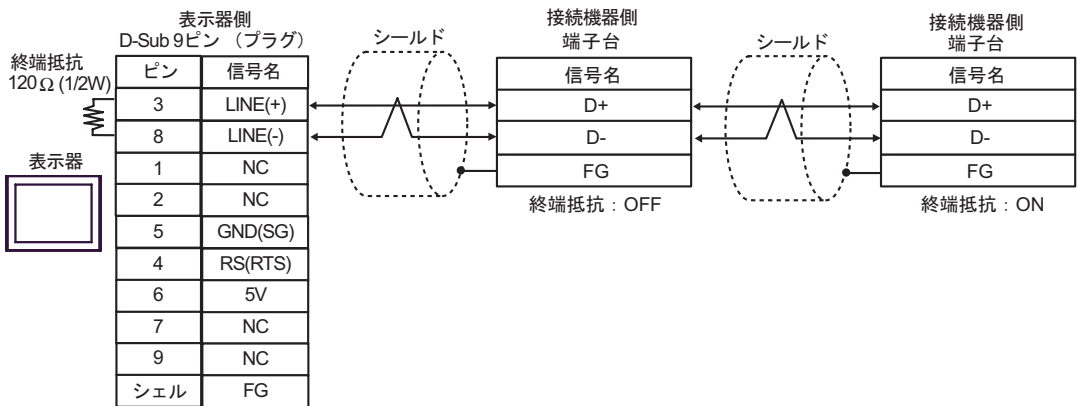 表示器側
D-Sub 9ピン （プラグ）
終端抵抗
120Ω (1/2W)
ピン 信号名
3 LINE(+)
8 LINE(-)
1 NC
2 NC
5 GND(SG)
4 RS(RTS)
6 5V
7 NC
9 NC
シェル FG
表示器
シールド
接続機器側
端子台
信号名
D+
D-
FG
終端抵抗：OFF
シールド
接続機器側
端子台
信号名
D+
D-
FG
終端抵抗：ON